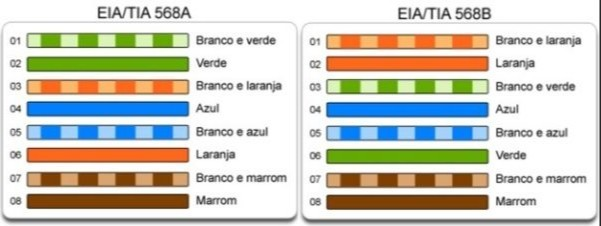 EIA/TIA 568A
01 Branco e verde
02 Verde
03 Branco e laranja
04 Azul
05 Branco e azul
06 Laranja
07 Branco e marrom
08 Marrom
EIA/TIA 568B
01 Branco e laranja
02 Laranja
03 Branco e verde
04 Azul
05 Branco e azul
06 Verde
07 Branco e marrom
08 Marrom